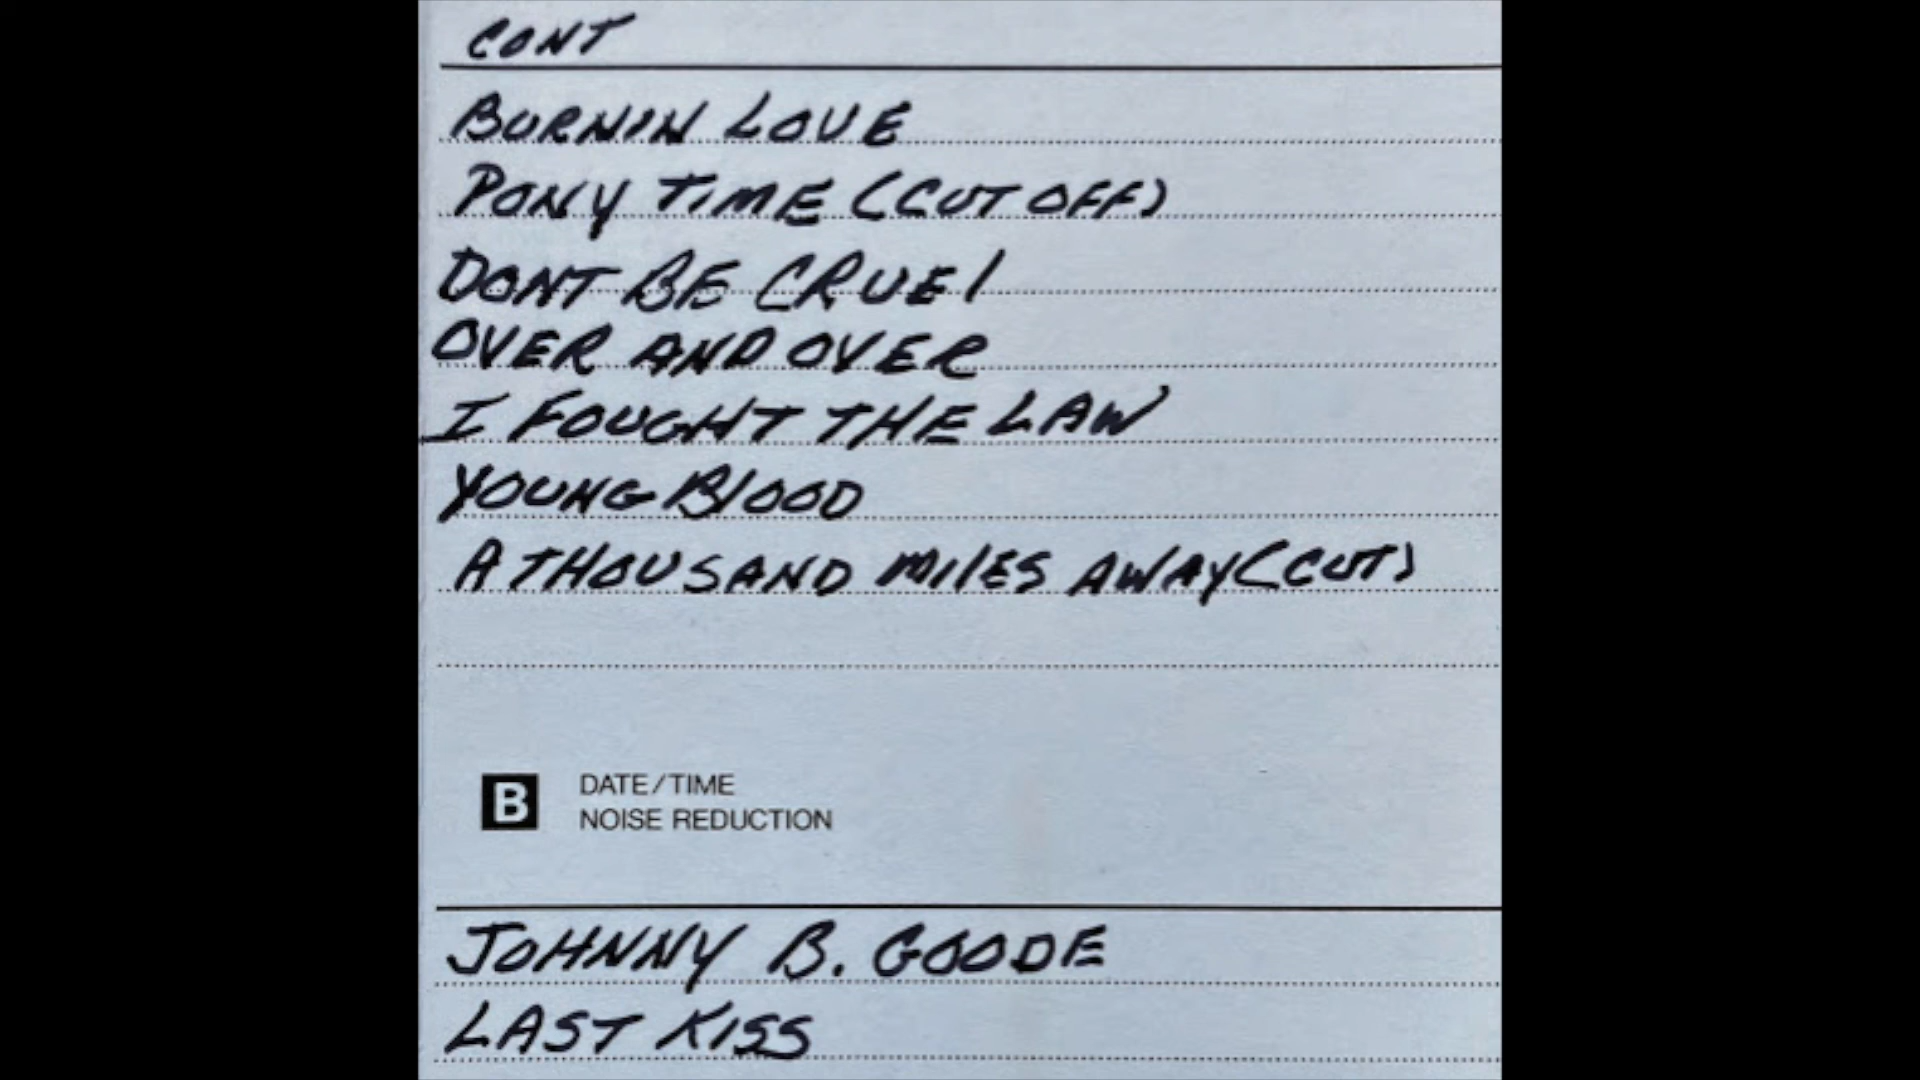 CONT
BURNIN LOVE
PONY TIME (CUT OFF)
DONT BE CRUEl
OVER AND OVER
I FOUGHT THE LAW
YOUNG BlOOD
A THOUSAND MIlES AWAY (CUT)
B DATE/TIME
NOISE REDUCTION
JOHNNY B. GOODE
LAST KISS